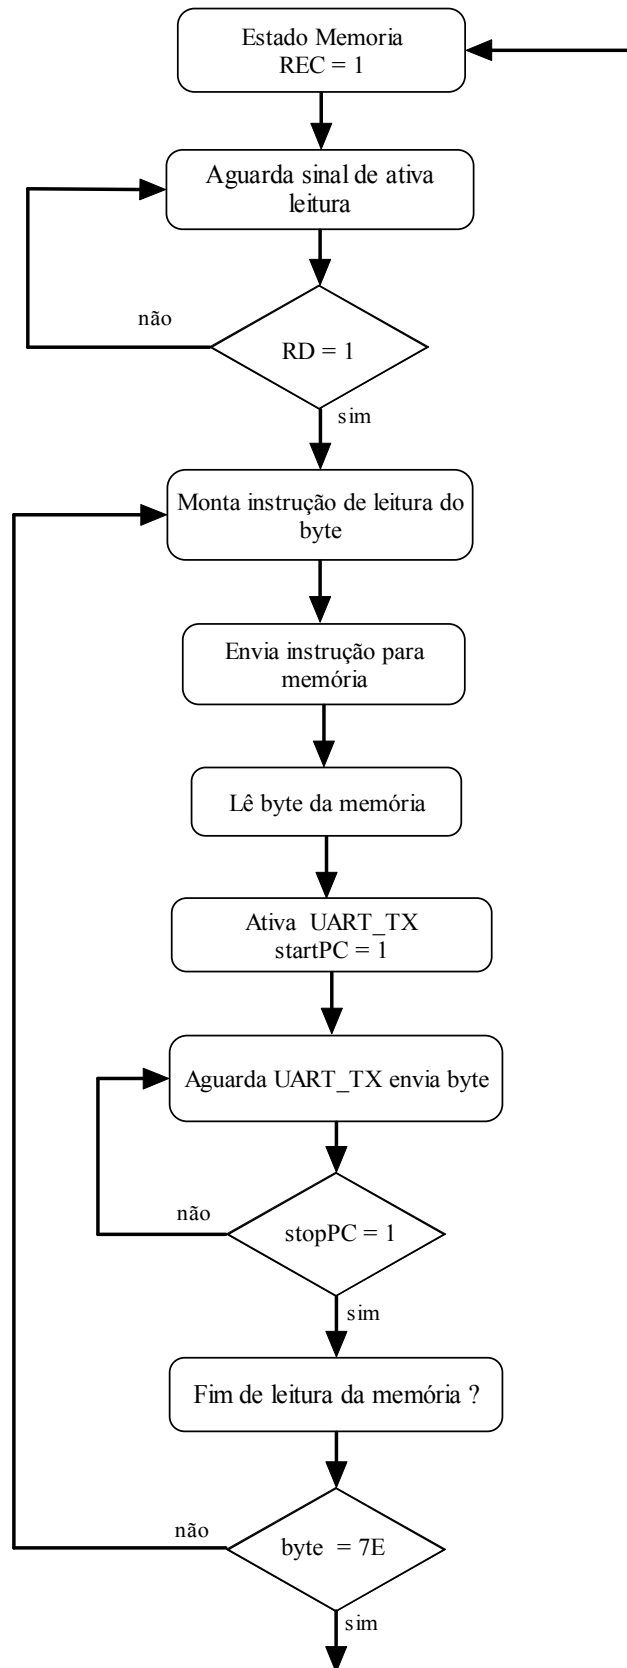 Estado Memoria
REC = 1
Aguarda sinal de ativa
leitura
não
RD = 1
sim
Monta instrução de leitura do
byte
Envia instrução para
memória
Lê byte da memória
Ativa UART_TX
startPC = 1
Aguarda UART_TX envia byte
não
stopPC = 1
sim
Fim de leitura da memória ?
não
byte = 7E
sim